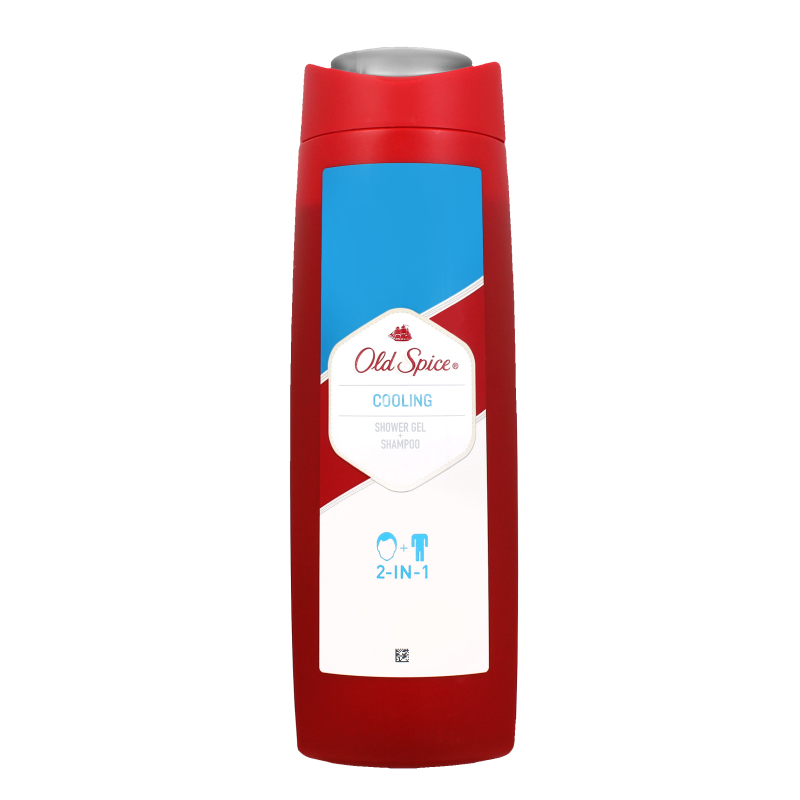 Old Spice®
COOLING
SHOWER GEL
+
SHAMPOO
+
2-IN-1